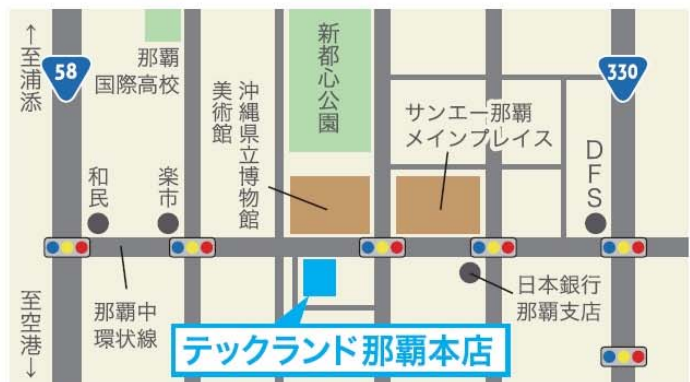 ↑至浦添
58
那覇
国際高校
沖縄県立博物館
美術館
新都心公園
サンエー那覇
メインプレイス
330
DFS
和民
楽市
至空港↓
那覇中
環状線
日本銀行
那覇支店
テックランド那覇本店